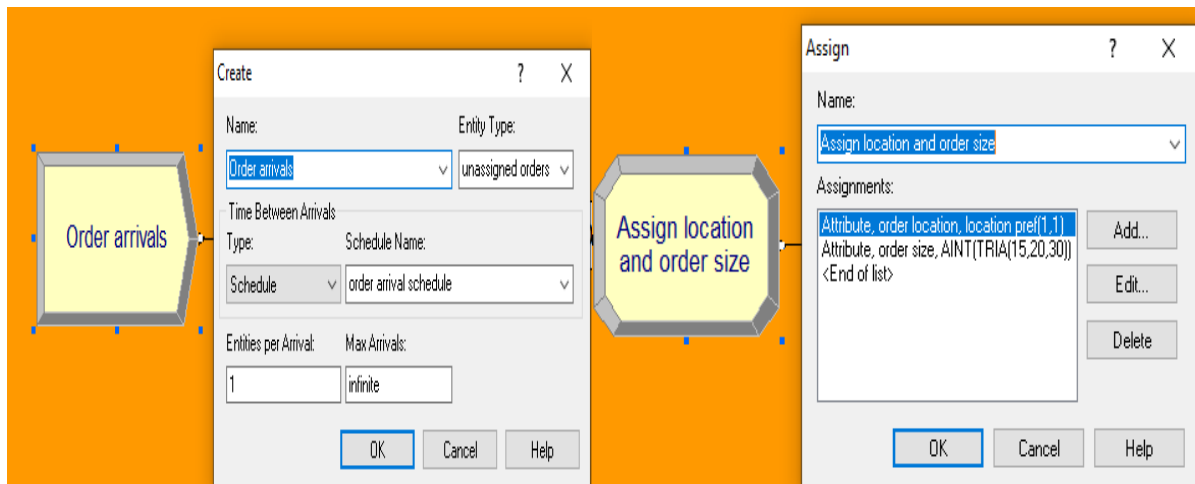 Order arrivals
Create
?
X
Name:
Entity Type:
Order arrivals
unassigned orders
Time Between Arrivals
Type:
Schedule Name:
Schedule
order arrival schedule
Entities per Arrival:
Max Arrivals:
1
infinite
OK
Cancel
Help
Assign location
and order size
Assign
?
X
Name:
Assign location and order size
Assignments:
Attribute, order location, location pref(1,1)
Attribute, order size, AINT(TRIA(15,20,30))
<End of list>
Add...
Edit...
Delete
OK
Cancel
Help